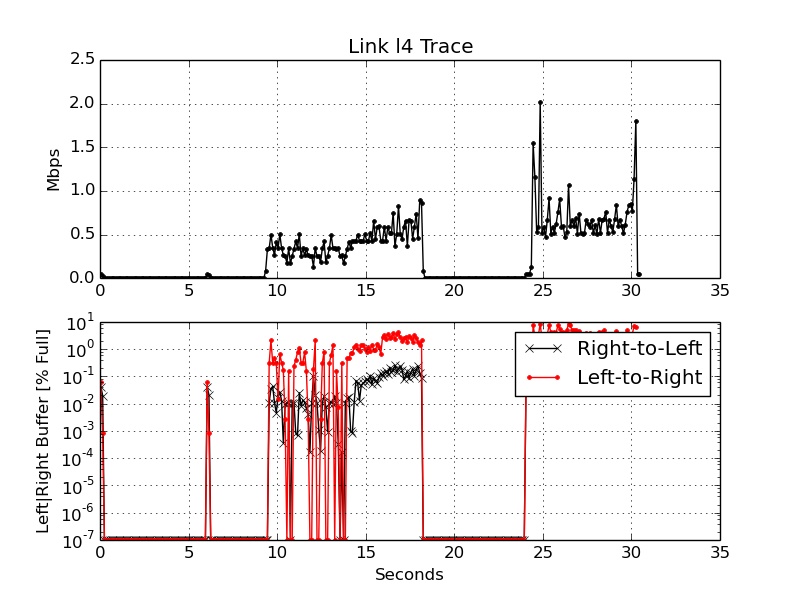 Link l4 Trace
2.5
2.0
1.5
1.0
0.5
0.0
Mbps
0 5 10 15 20 25 30 35
10^1
10^0
10^-1
10^-2
10^-3
10^-4
10^-5
10^-6
10^-7
Left|Right Buffer [% Full]
Right-to-Left
Left-to-Right
0 5 10 15 20 25 30 35
Seconds